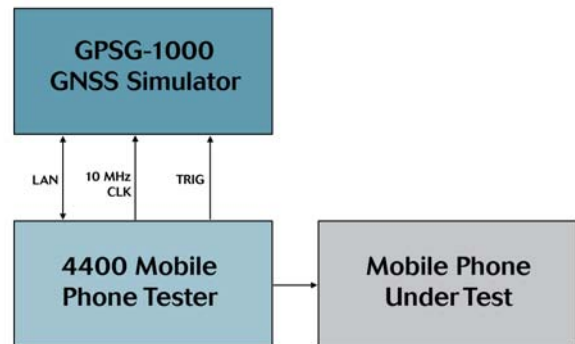 GPSG-1000
GNSS Simulator
LAN
10 MHz
CLK
TRIG
4400 Mobile
Phone Tester
Mobile Phone
Under Test